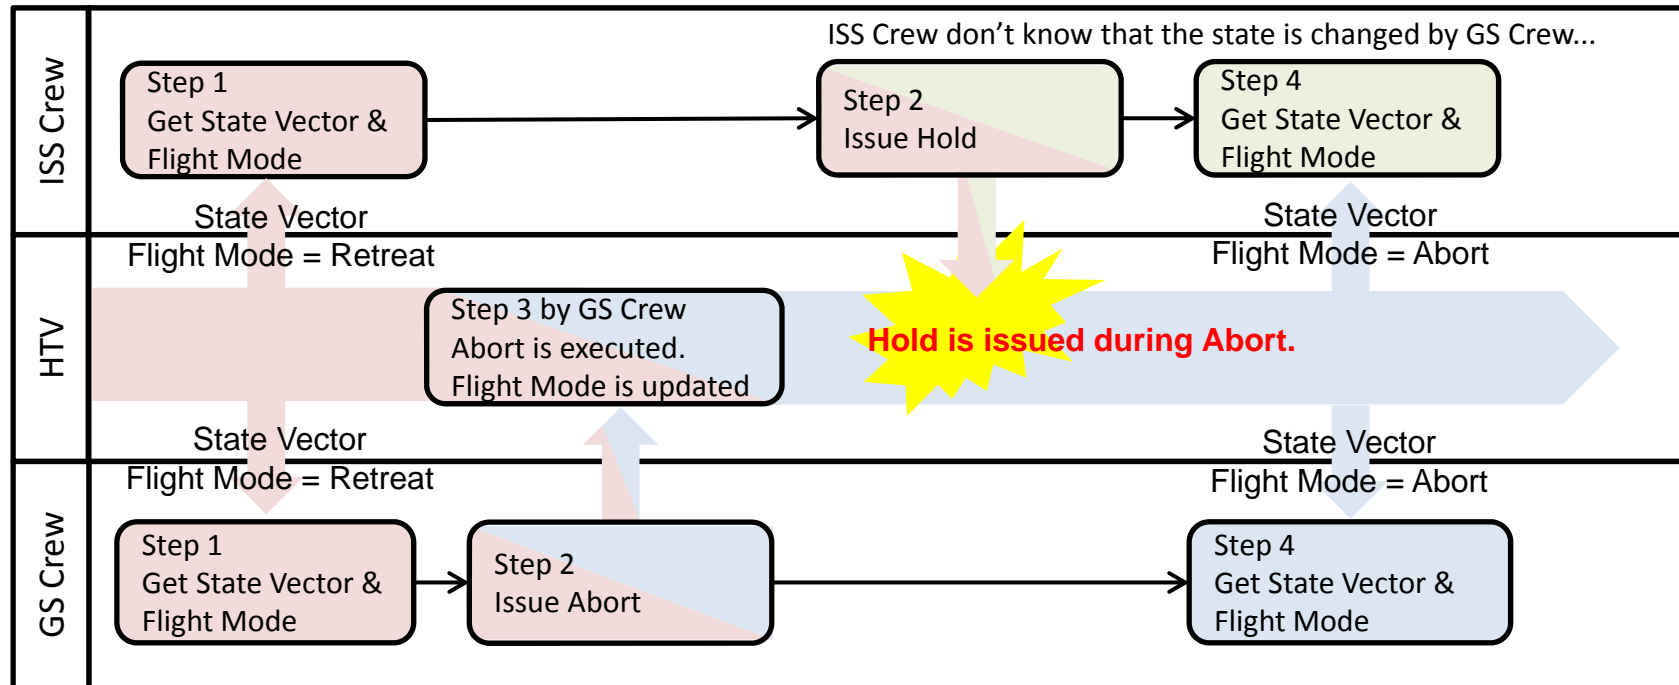 ISS Crew
ISS Crew don't know that the state is changed by GS Crew...
Step 1
Get State Vector &
Flight Mode
Step 2
Issue Hold
Step 4
Get State Vector &
Flight Mode
State Vector
Flight Mode = Retreat
State Vector
Flight Mode = Abort
HTV
Step 3 by GS Crew
Abort is executed.
Flight Mode is updated
Hold is issued during Abort.
State Vector
Flight Mode = Retreat
State Vector
Flight Mode = Abort
GS Crew
Step 1
Get State Vector &
Flight Mode
Step 2
Issue Abort
Step 4
Get State Vector &
Flight Mode